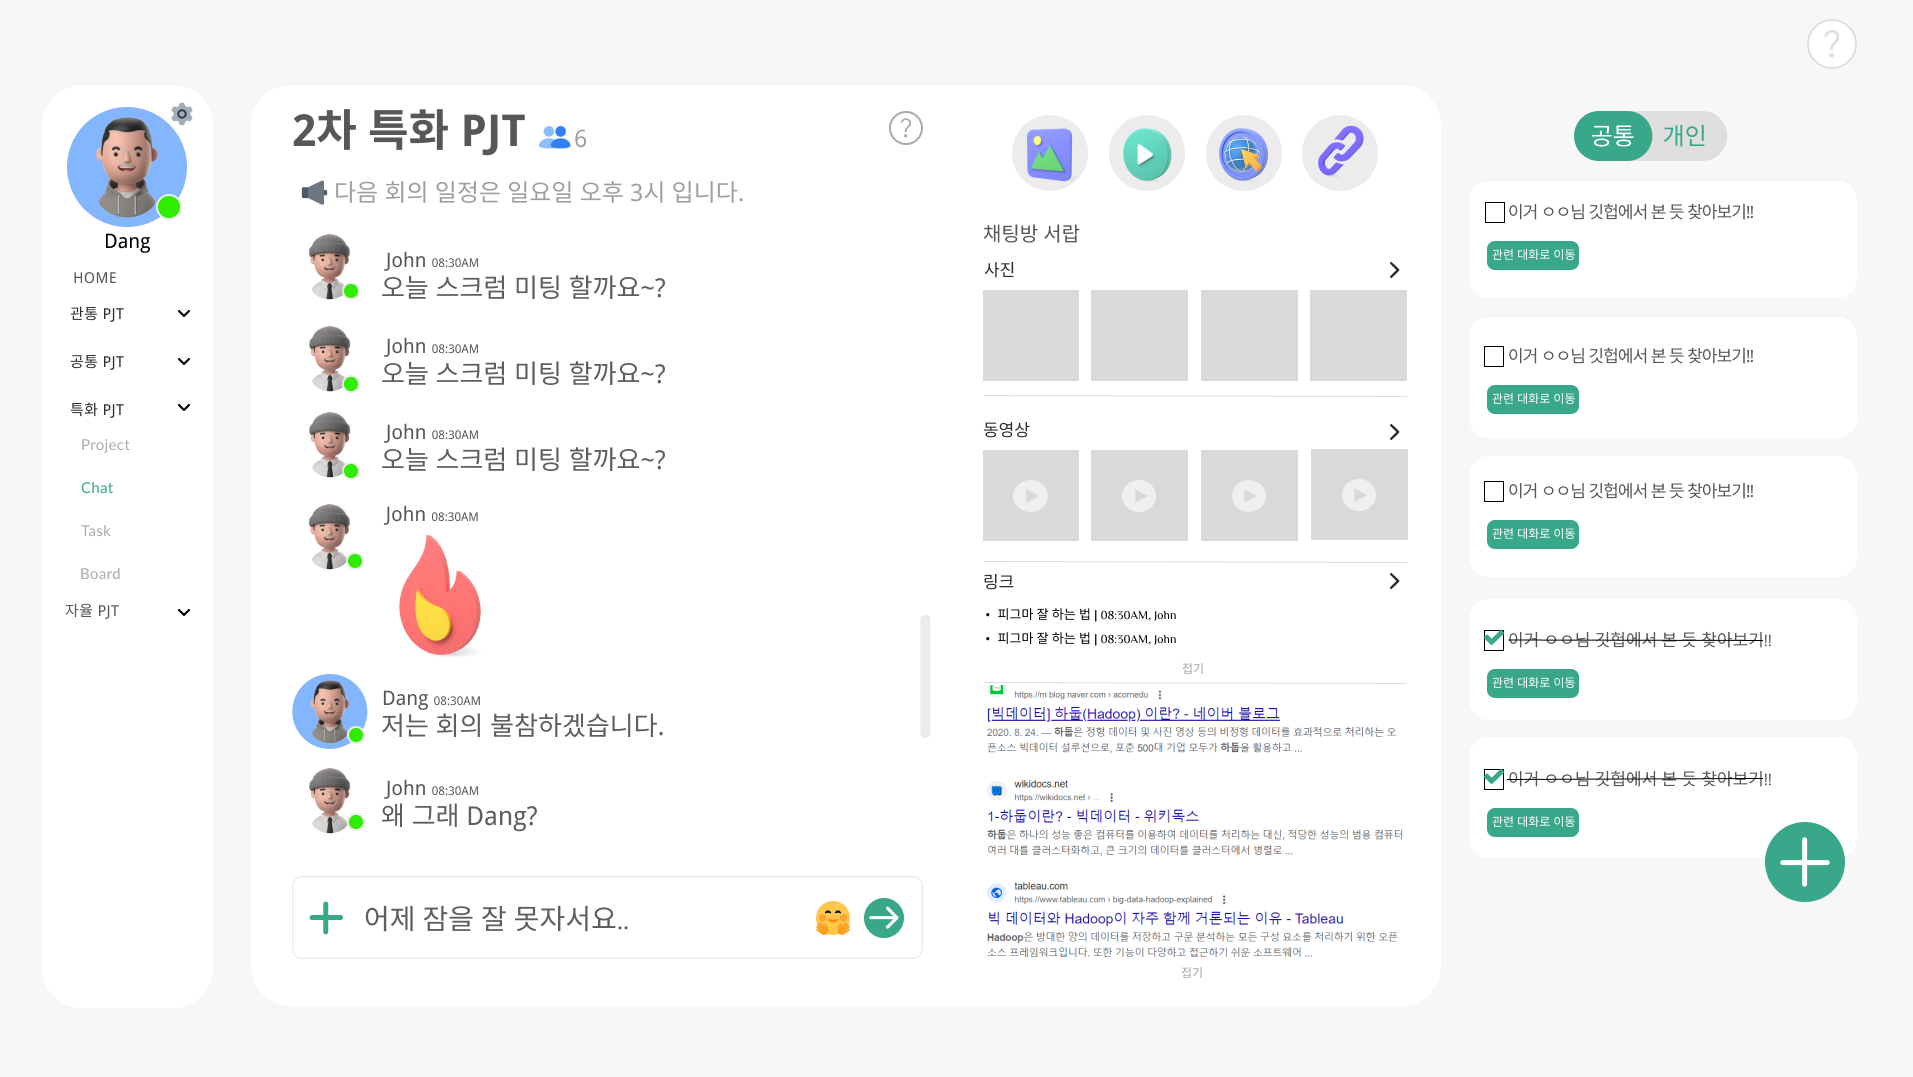 ?
Dang
HOME
관통 PJT
공통 PJT
특화 PJT
Project
Chat
Task
Board
자율 PJT
2차 특화 PJT 6
?
다음 회의 일정은 일요일 오후 3시 입니다.
John 08:30AM
오늘 스크럼 미팅 할까요~?
John 08:30AM
오늘 스크럼 미팅 할까요~?
John 08:30AM
오늘 스크럼 미팅 할까요~?
John 08:30AM
Dang 08:30AM
저는 회의 불참하겠습니다.
John 08:30AM
왜 그래 Dang?
어제 잠을 잘 못자서요..
채팅방 서랍
사진
동영상
링크
• 피그마 잘 하는 법 | 08:30AM, John
• 피그마 잘 하는 법 | 08:30AM, John
접기
https://m.blog.naver.com › acornedu
[빅데이터] 하둡(Hadoop) 이란? - 네이버 블로그
2020. 8. 24. — 하둡은 정형 데이터 및 사진 영상 등의 비정형 데이터를 효과적으로 처리하는 오
픈소스 빅데이터 설루션으로, 포춘 500대 기업 모두가 하둡을 활용하고 ...
wikidocs.net
https://wikidocs.net › ...
1-하둡이란? - 빅데이터 - 위키독스
하둡은 하나의 성능 좋은 컴퓨터를 이용하여 데이터를 처리하는 대신, 적당한 성능의 범용 컴퓨터
여러 대를 클러스터화하고, 큰 크기의 데이터를 클러스터에서 병렬로 ...
tableau.com
https://www.tableau.com › big-data-hadoop-explained
빅 데이터와 Hadoop이 자주 함께 거론되는 이유 - Tableau
Hadoop은 방대한 양의 데이터를 저장하고 구문 분석하는 모든 구성 요소를 처리하기 위한 오픈
소스 프레임워크입니다. 또한 기능이 다양하고 접근하기 쉬운 소프트웨어 ...
접기
공통 개인
이거 ㅇㅇ님 깃헙에서 본 듯 찾아보기!!
관련 대화로 이동
이거 ㅇㅇ님 깃헙에서 본 듯 찾아보기!!
관련 대화로 이동
이거 ㅇㅇ님 깃헙에서 본 듯 찾아보기!!
관련 대화로 이동
이거 ㅇㅇ님 깃헙에서 본 듯 찾아보기!!
관련 대화로 이동
이거 ㅇㅇ님 깃헙에서 본 듯 찾아보기!!
관련 대화로 이동